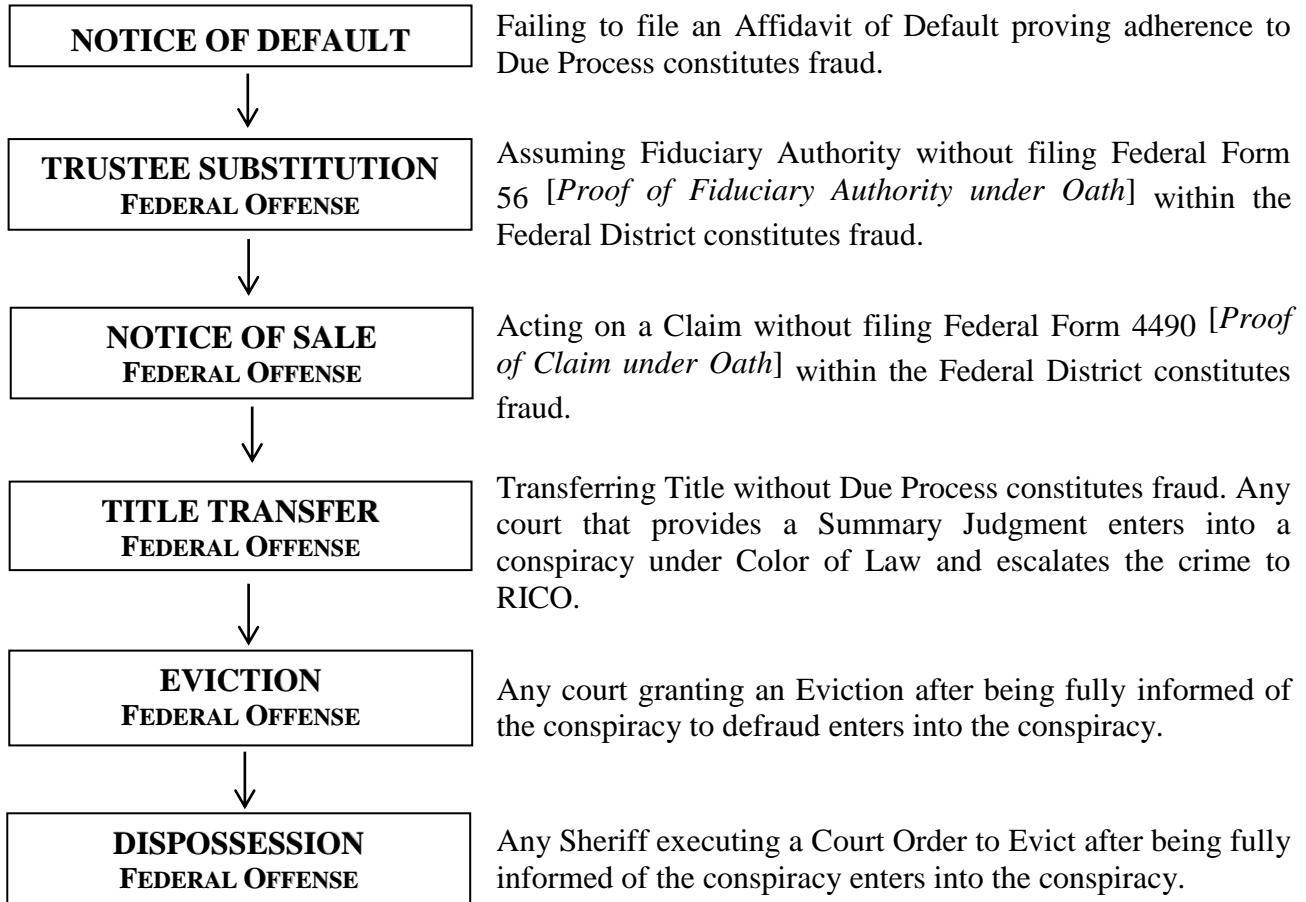 NOTICE OF DEFAULT
Failing to file an Affidavit of Default proving adherence to
Due Process constitutes fraud.
TRUSTEE SUBSTITUTION
FEDERAL OFFENSE
Assuming Fiduciary Authority without filing Federal Form
56 [Proof of Fiduciary Authority under Oath] within the
Federal District constitutes fraud.
NOTICE OF SALE
FEDERAL OFFENSE
Acting on a Claim without filing Federal Form 4490 [Proof
of Claim under Oath] within the Federal District constitutes
fraud.
TITLE TRANSFER
FEDERAL OFFENSE
Transferring Title without Due Process constitutes fraud. Any
court that provides a Summary Judgment enters into a
conspiracy under Color of Law and escalates the crime to
RICO.
EVICTION
FEDERAL OFFENSE
Any court granting an Eviction after being fully informed of
the conspiracy to defraud enters into the conspiracy.
DISPOSSESSION
FEDERAL OFFENSE
Any Sheriff executing a Court Order to Evict after being fully
informed of the conspiracy enters into the conspiracy.